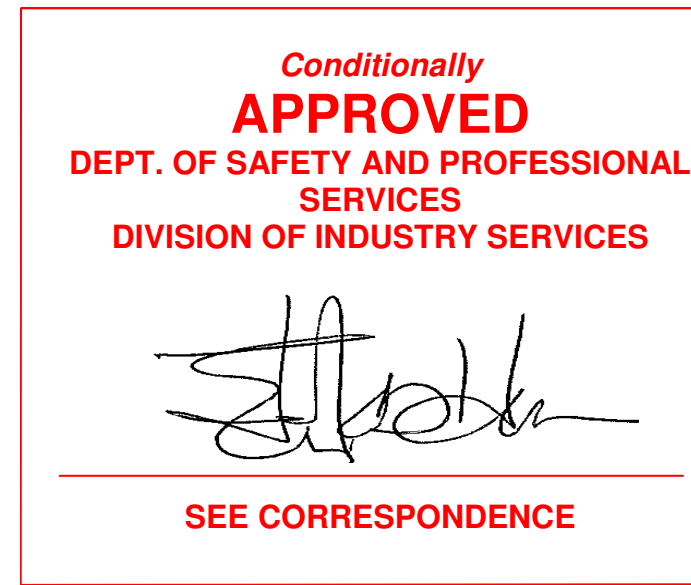 Conditionally
APPROVED
DEPT. OF SAFETY AND PROFESSIONAL
SERVICES
DIVISION OF INDUSTRY SERVICES
SEE CORRESPONDENCE